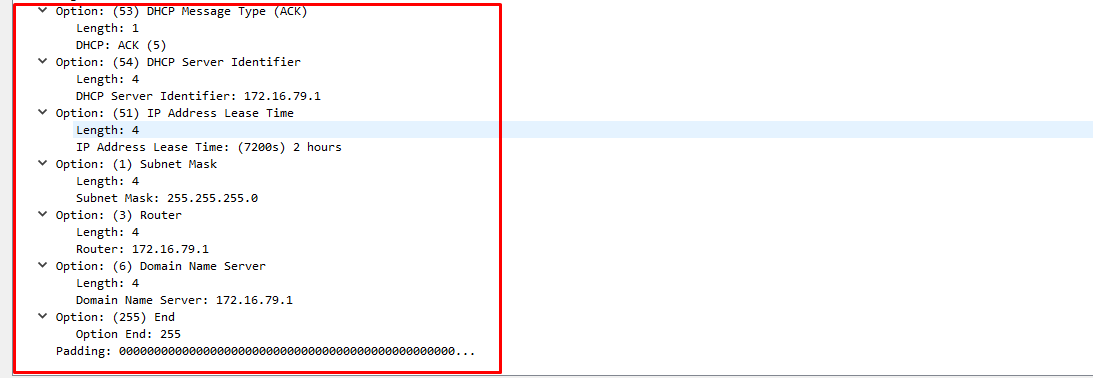 Option: (53) DHCP Message Type (ACK)
Length: 1
DHCP: ACK (5)
Option: (54) DHCP Server Identifier
Length: 4
DHCP Server Identifier: 172.16.79.1
Option: (51) IP Address Lease Time
Length: 4
IP Address Lease Time: (7200s) 2 hours
Option: (1) Subnet Mask
Length: 4
Subnet Mask: 255.255.255.0
Option: (3) Router
Length: 4
Router: 172.16.79.1
Option: (6) Domain Name Server
Length: 4
Domain Name Server: 172.16.79.1
Option: (255) End
Option End: 255
Padding: 000000000000000000000000000000000000000000000000...